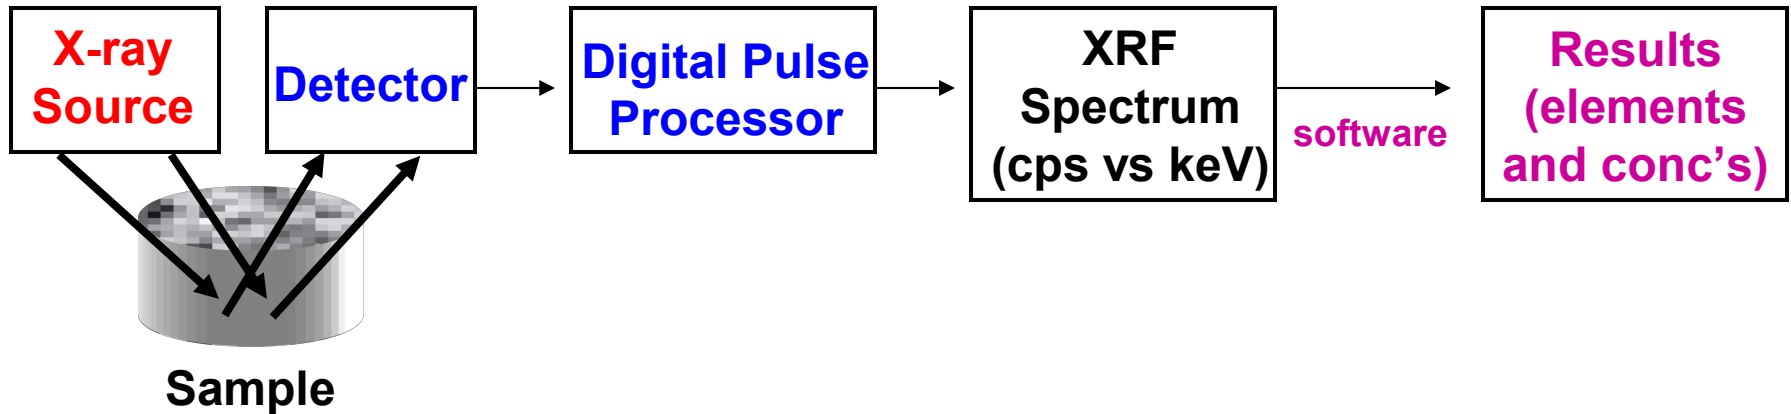 X-ray
Source
Detector
Digital Pulse
Processor
XRF
Spectrum
(cps vs keV)
software
Results
(elements
and conc’s)
Sample